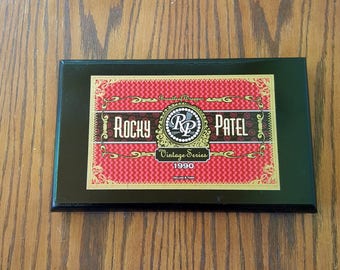 ROCKY RP PATEL
Vintage Series
1990